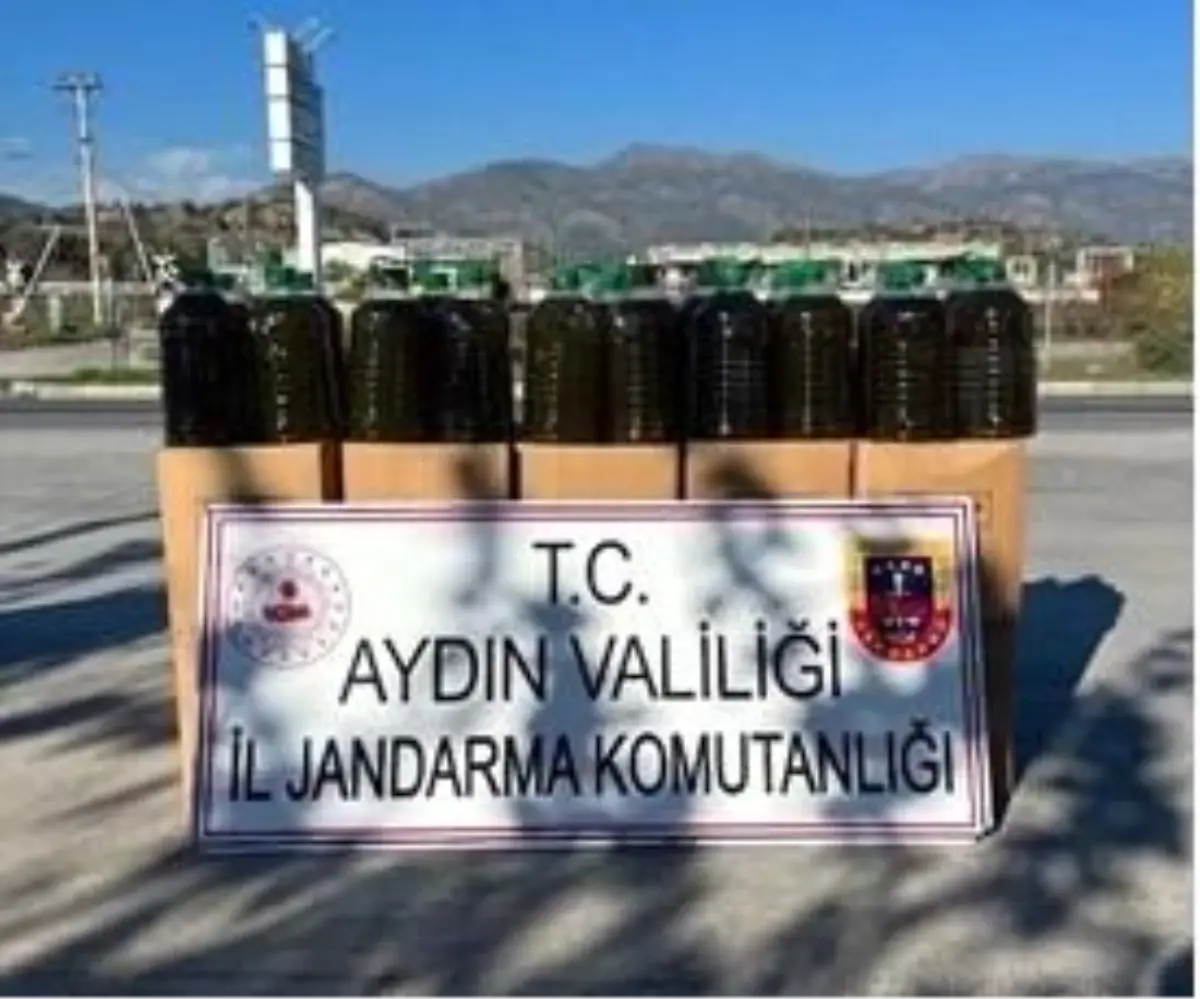 T.C.
AYDIN VALİLİĞİ
İL JANDARMA KOMUTANLIĞI